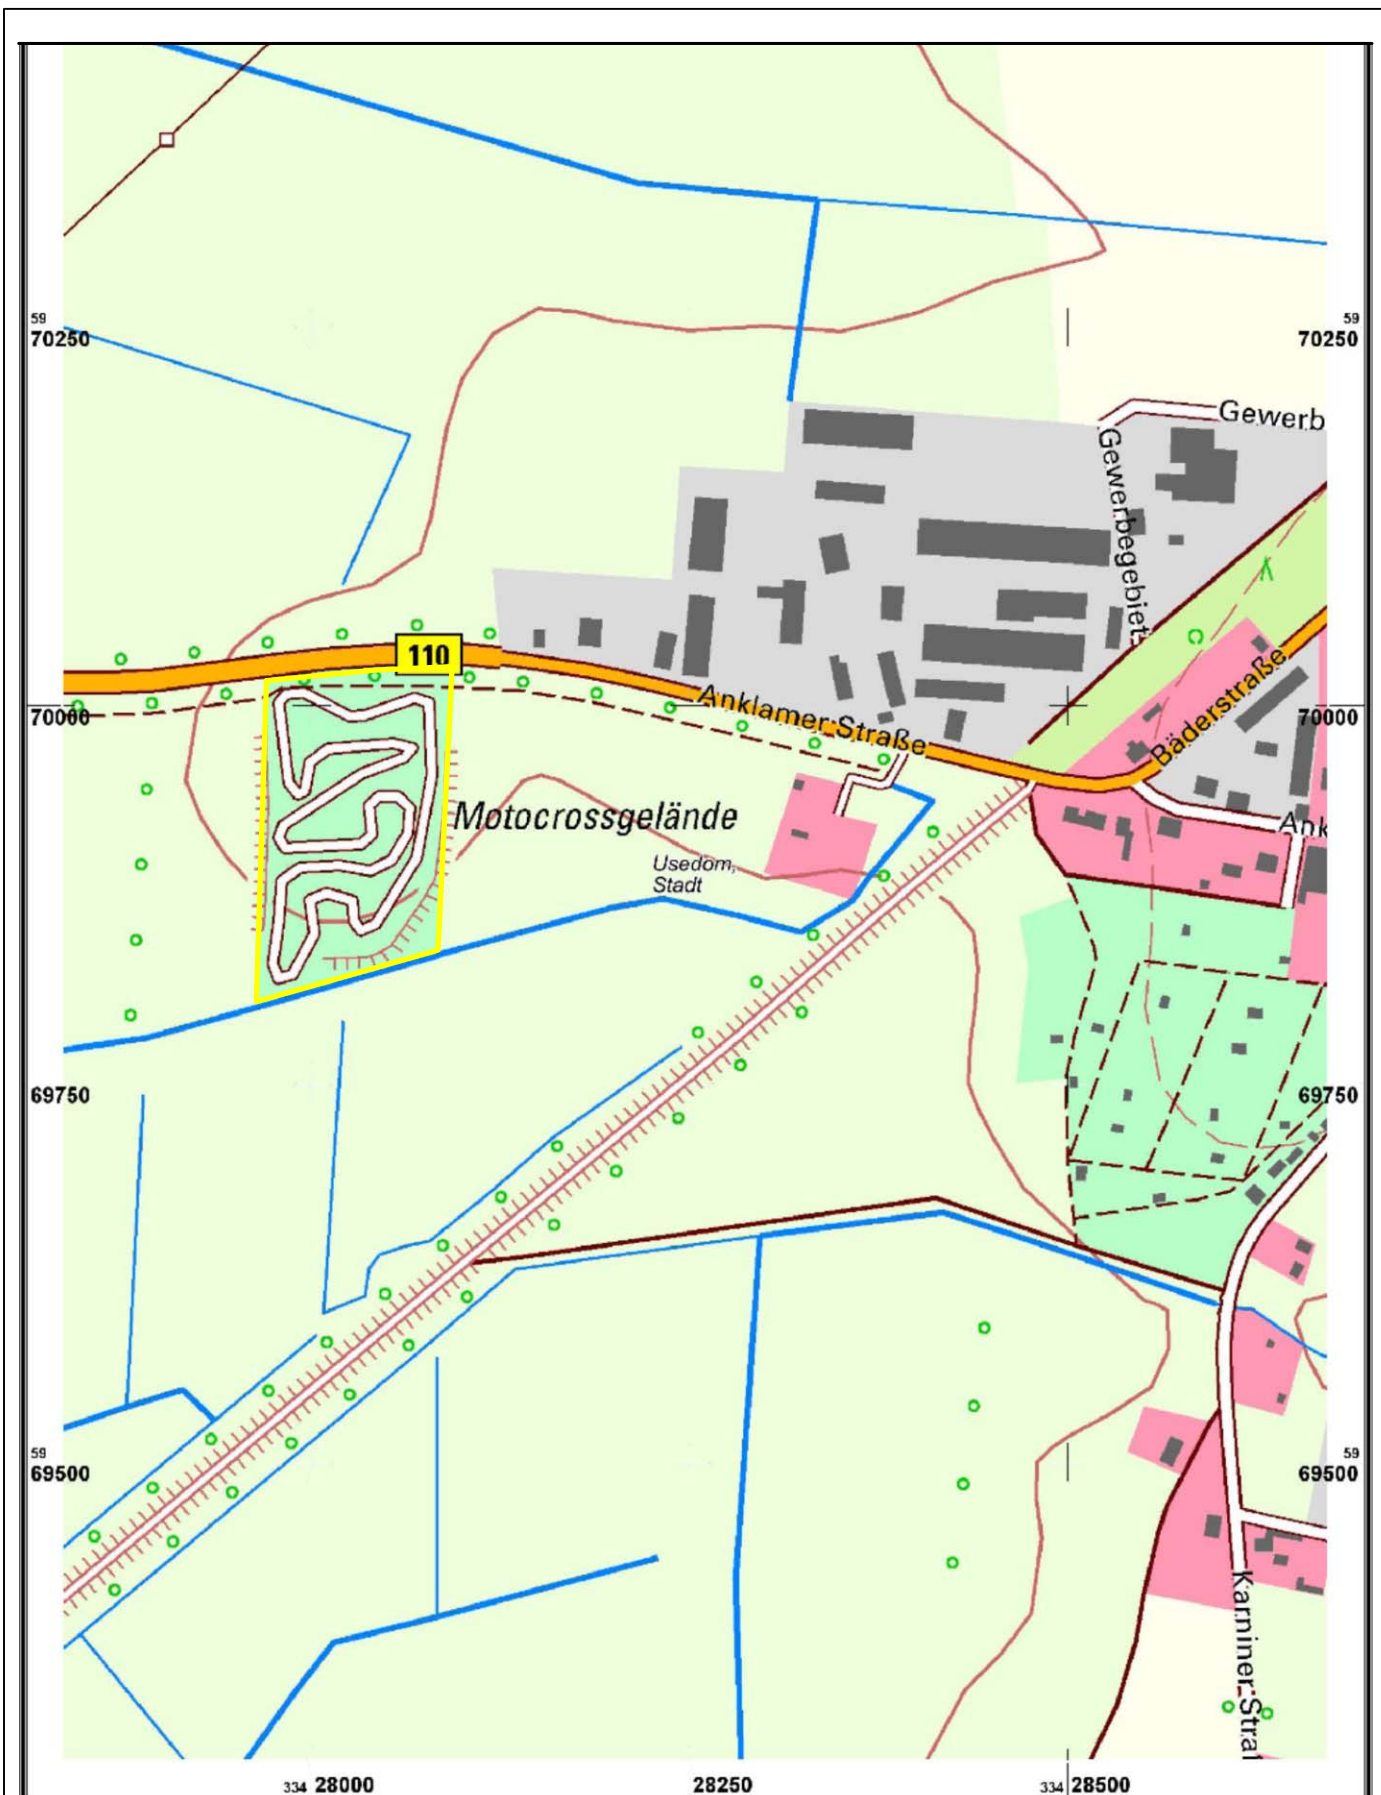 59
70250
59
70250
Gewerb
Gewerbegebiet
110
Anklamer Straße
70000
70000
Bäderstraße
Motocrossgelände
Ank
Usedom,
Stadt
69750
69750
59
69500
59
69500
Karniner Straß
334 28000
28250
334 28500